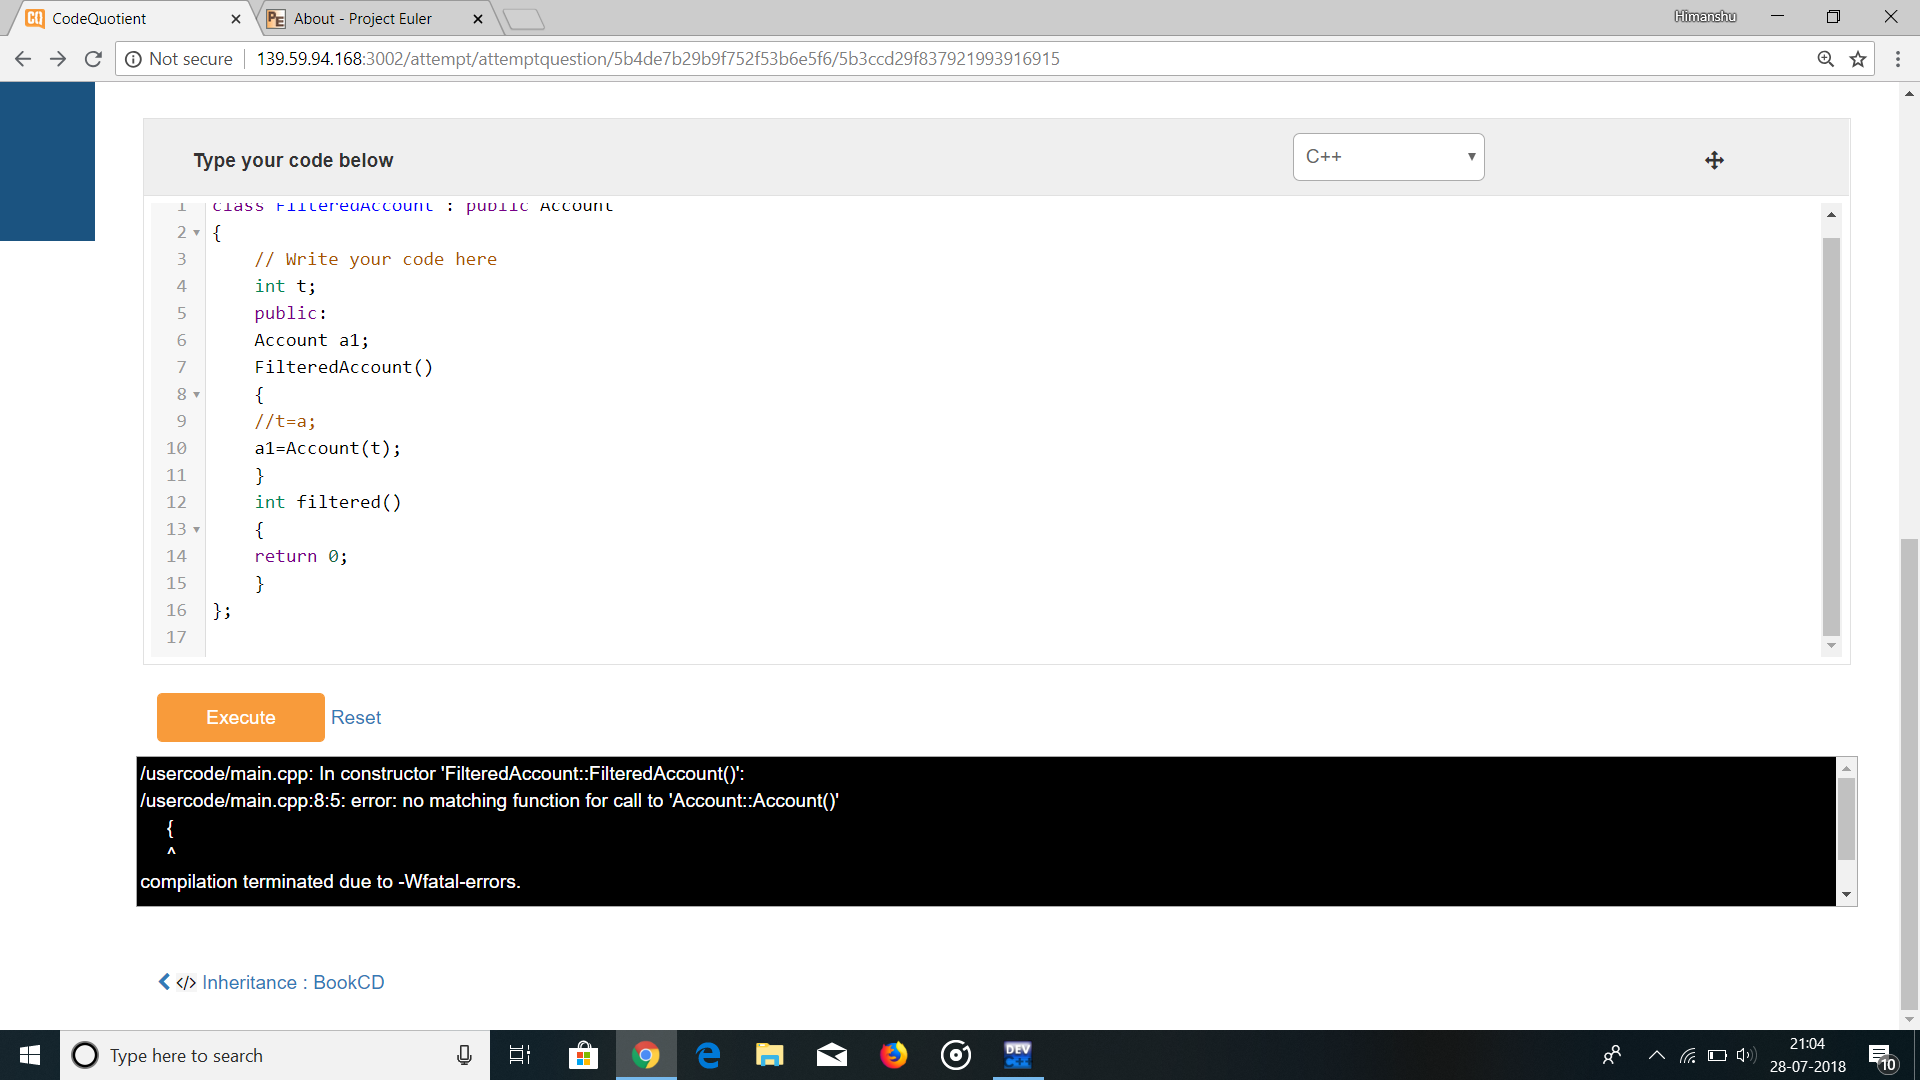 CodeQuotient
About - Project Euler
Himanshu
Not secure
139.59.94.168:3002/attempt/attemptquestion/5b4de7b29b9f752f53b6e5f6/5b3ccd29f837921993916915
Type your code below
C++
1 class FilteredAccount : public Account
2 {
3 // Write your code here
4 int t;
5 public:
6 Account a1;
7 FilteredAccount()
8 {
9 //t=a;
10 a1=Account(t);
11 }
12 int filtered()
13 {
14 return 0;
15 }
16 };
17
Execute Reset
/usercode/main.cpp: In constructor 'FilteredAccount::FilteredAccount()':
/usercode/main.cpp:8:5: error: no matching function for call to 'Account::Account()'
{
^
compilation terminated due to -Wfatal-errors.
</> Inheritance : BookCD
Type here to search
DEV
C++
21:04
28-07-2018
10